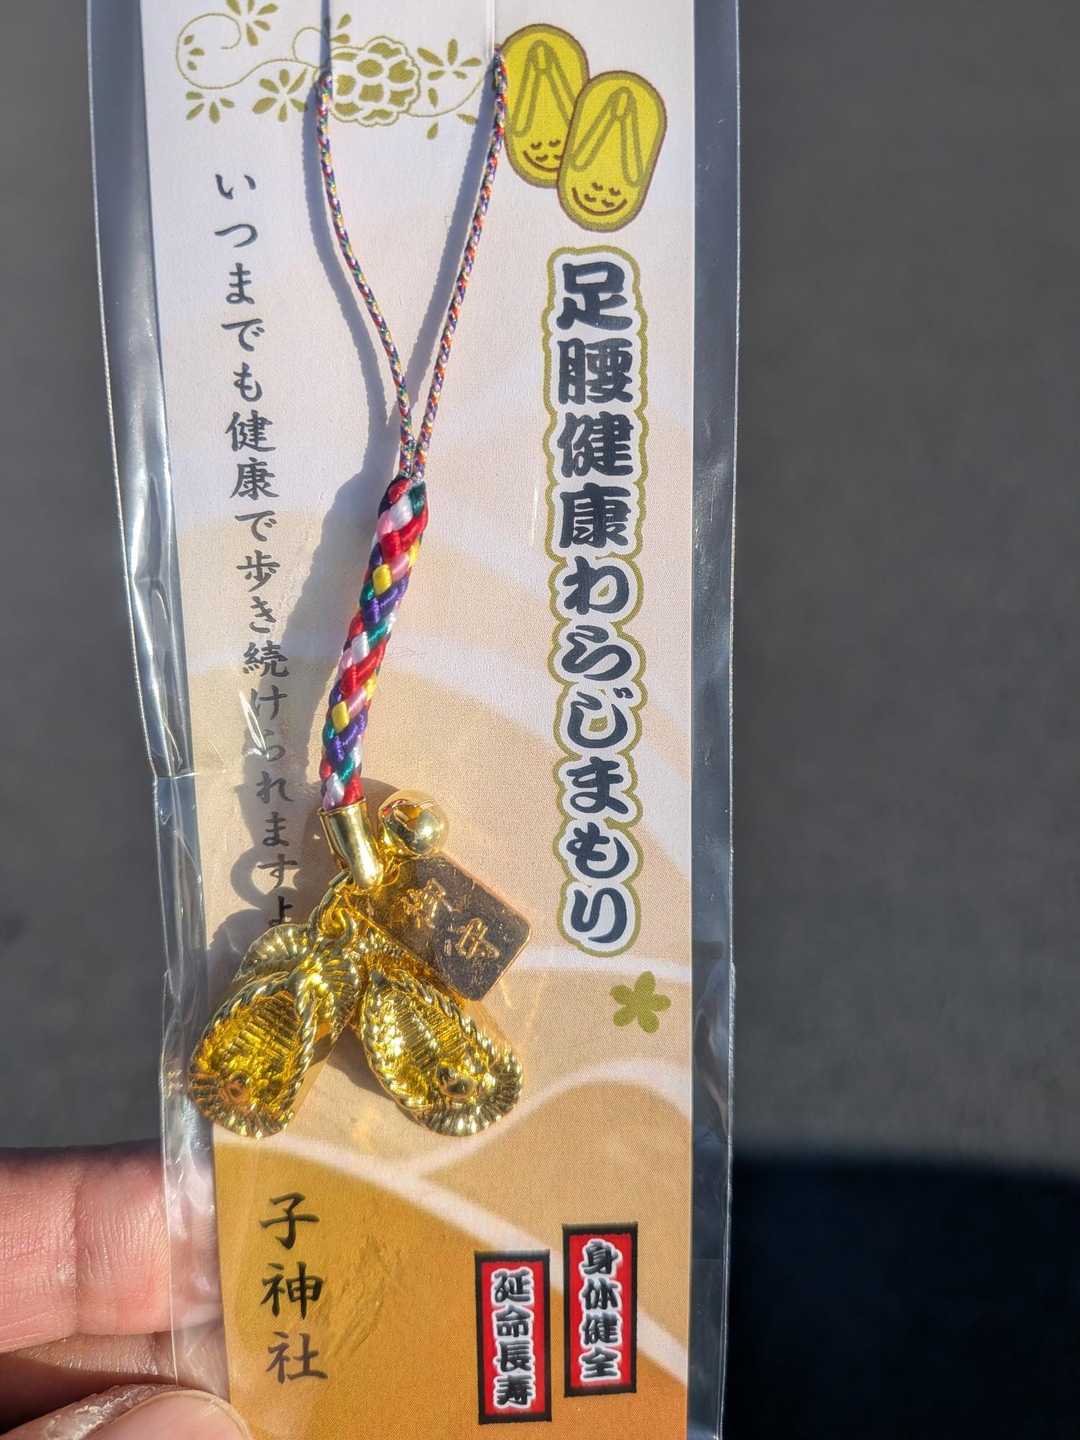 足腰健康わらじまもり
いつまでも健康で歩き続けられますよ
身体健全
延命長寿
子神社